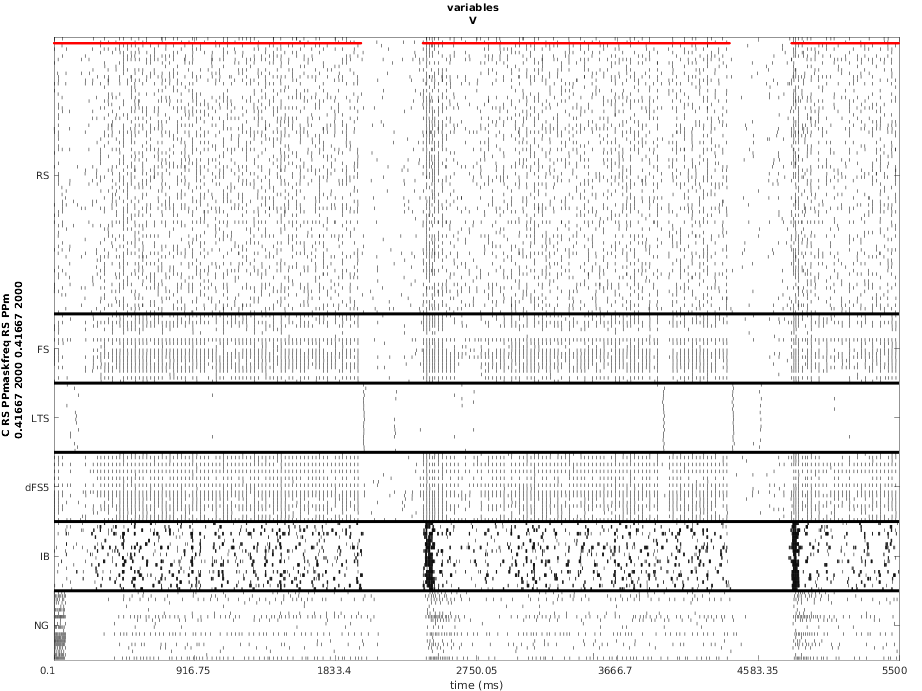 variables
V
C RS PPmaskfreq RS PPm
0.41667 2000 0.41667 2000
RS
FS
LTS
dFS5
IB
NG
0.1 916.75 1833.4 2750.05 3666.7 4583.35 5500
time (ms)